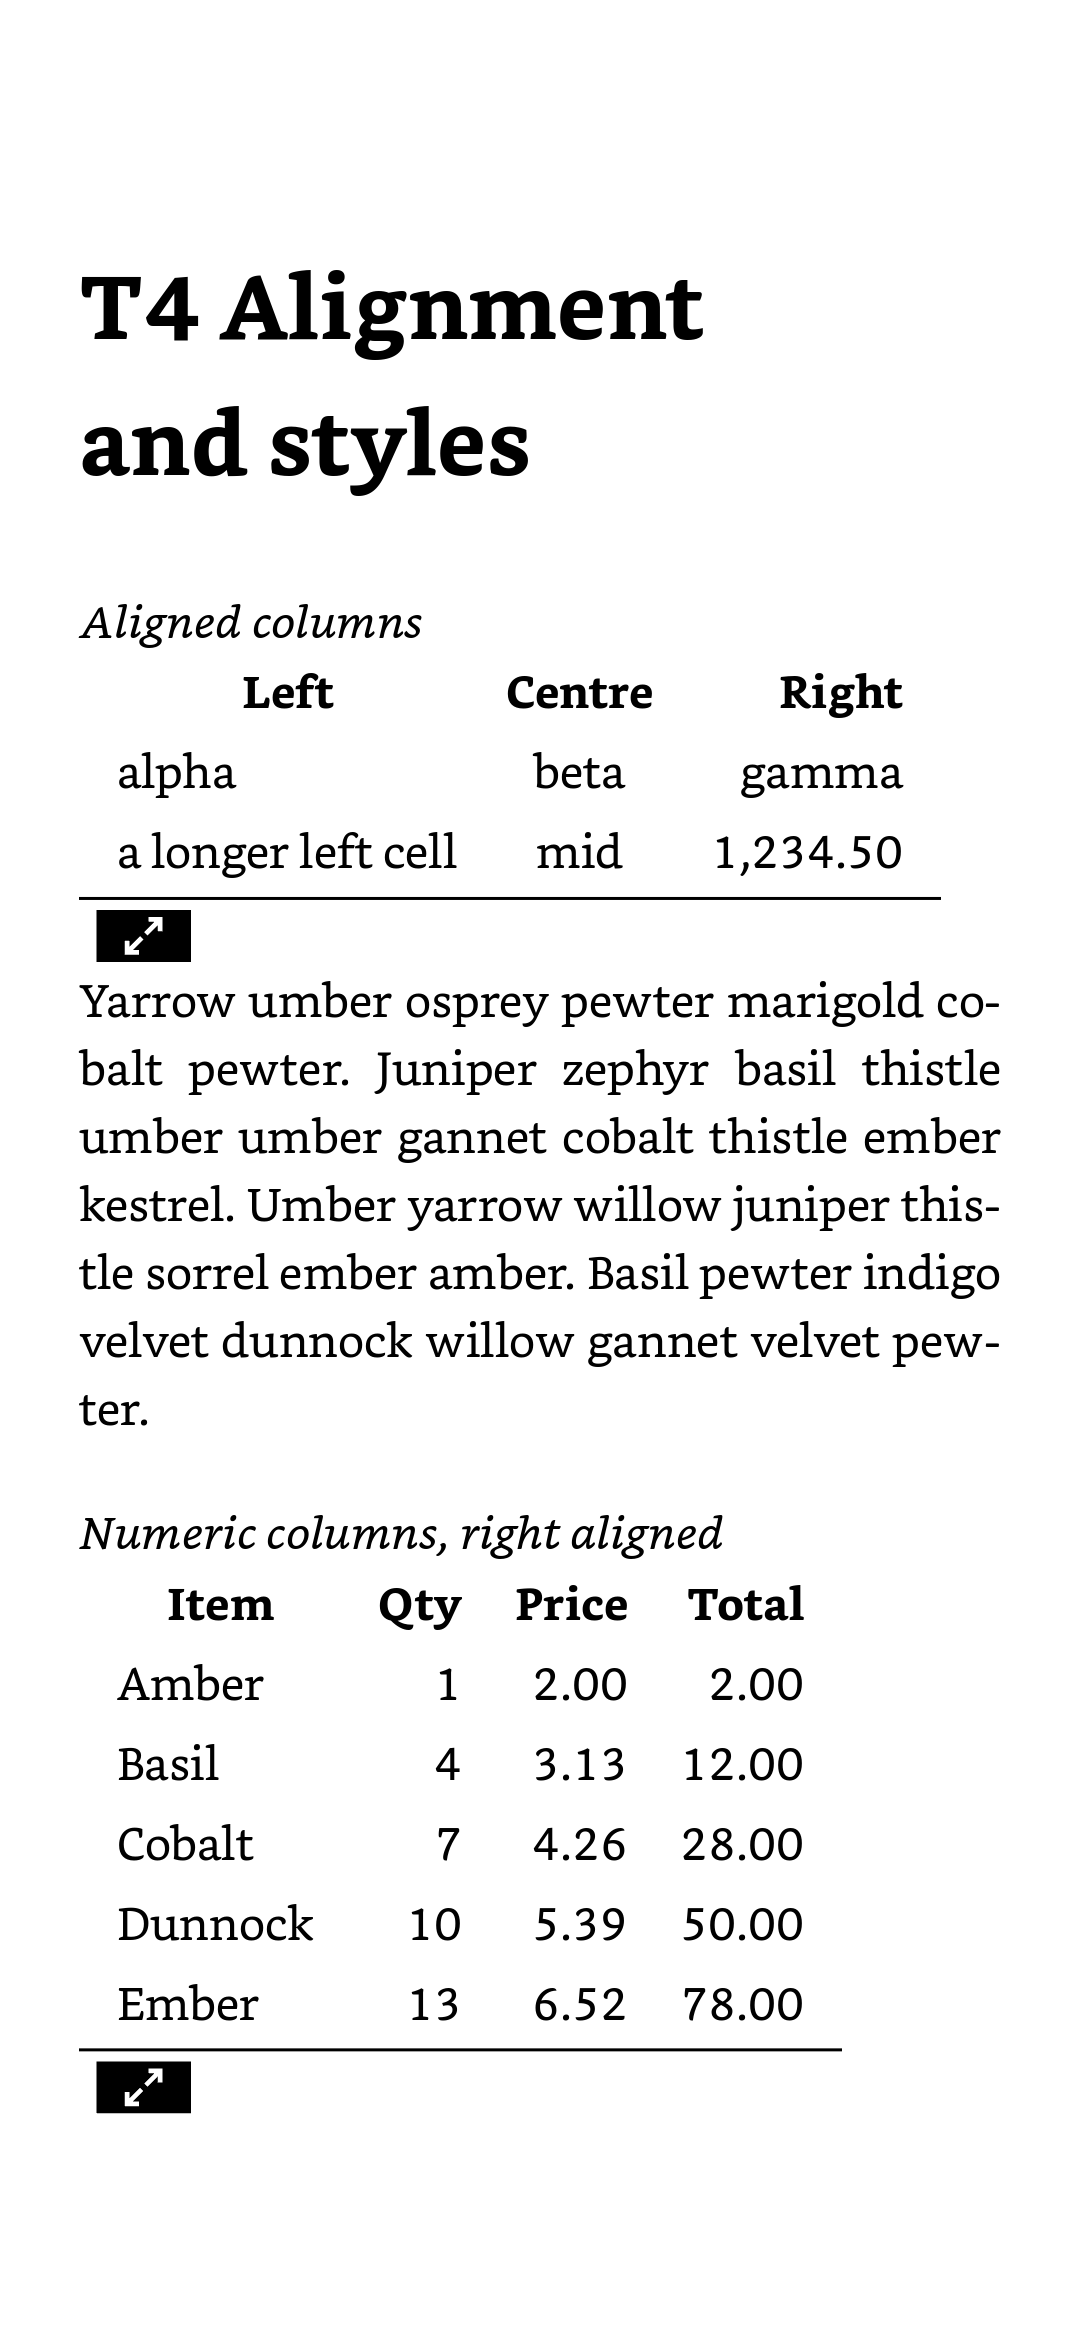 T4 Alignment
and styles
Aligned columns
Left Centre Right
alpha beta gamma
a longer left cell mid 1,234.50
Yarrow umber osprey pewter marigold co-
balt pewter. Juniper zephyr basil thistle
umber umber gannet cobalt thistle ember
kestrel. Umber yarrow willow juniper this-
tle sorrel ember amber. Basil pewter indigo
velvet dunnock willow gannet velvet pew-
ter.
Numeric columns, right aligned
Item Qty Price Total
Amber 1 2.00 2.00
Basil 4 3.13 12.00
Cobalt 7 4.26 28.00
Dunnock 10 5.39 50.00
Ember 13 6.52 78.00